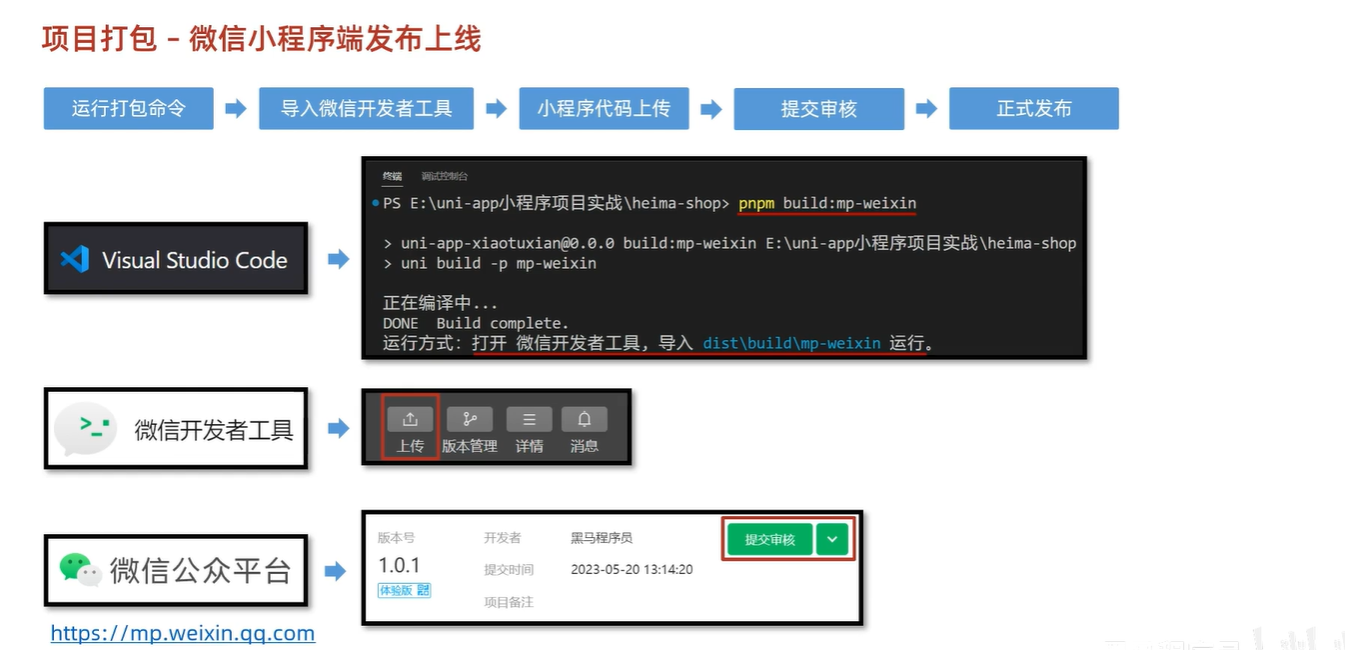 项目打包 – 微信小程序端发布上线
运行打包命令
导入微信开发者工具
小程序代码上传
提交审核
正式发布
终端 调试控制台
PS E:\uni-app小程序项目实战\heima-shop> pnpm build:mp-weixin
> uni-app-xiaotuxian@0.0.0 build:mp-weixin E:\uni-app小程序项目实战\heima-shop
> uni build -p mp-weixin
正在编译中...
DONE  Build complete.
运行方式：打开 微信开发者工具，导入 dist\build\mp-weixin 运行。
Visual Studio Code
微信开发者工具
上传 版本管理 详情 消息
微信公众平台
版本号 开发者 黑马程序员 提交审核
1.0.1 提交时间 2023-05-20 13:14:20
体验版
项目备注
https://mp.weixin.qq.com